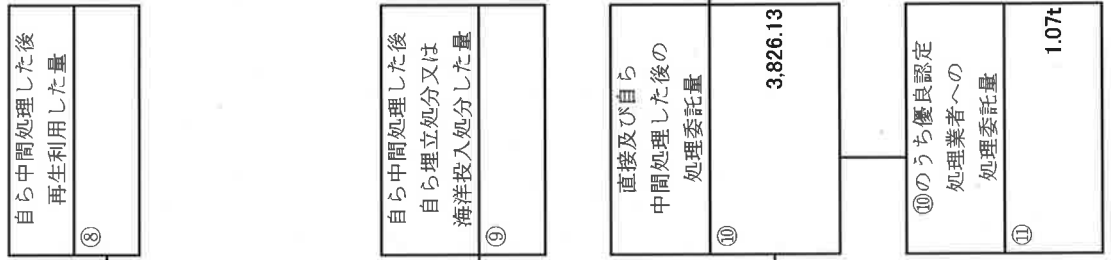 自ら中間処理した後
再生利用した量
⑧
自ら中間処理した後
自ら埋立処分又は
海洋投入処分した量
⑨
直接及び自ら
中間処理した後の
処理委託量
⑩
3,826.13
⑩のうち優良認定
処理業者への
処理委託量
⑪
1.07t